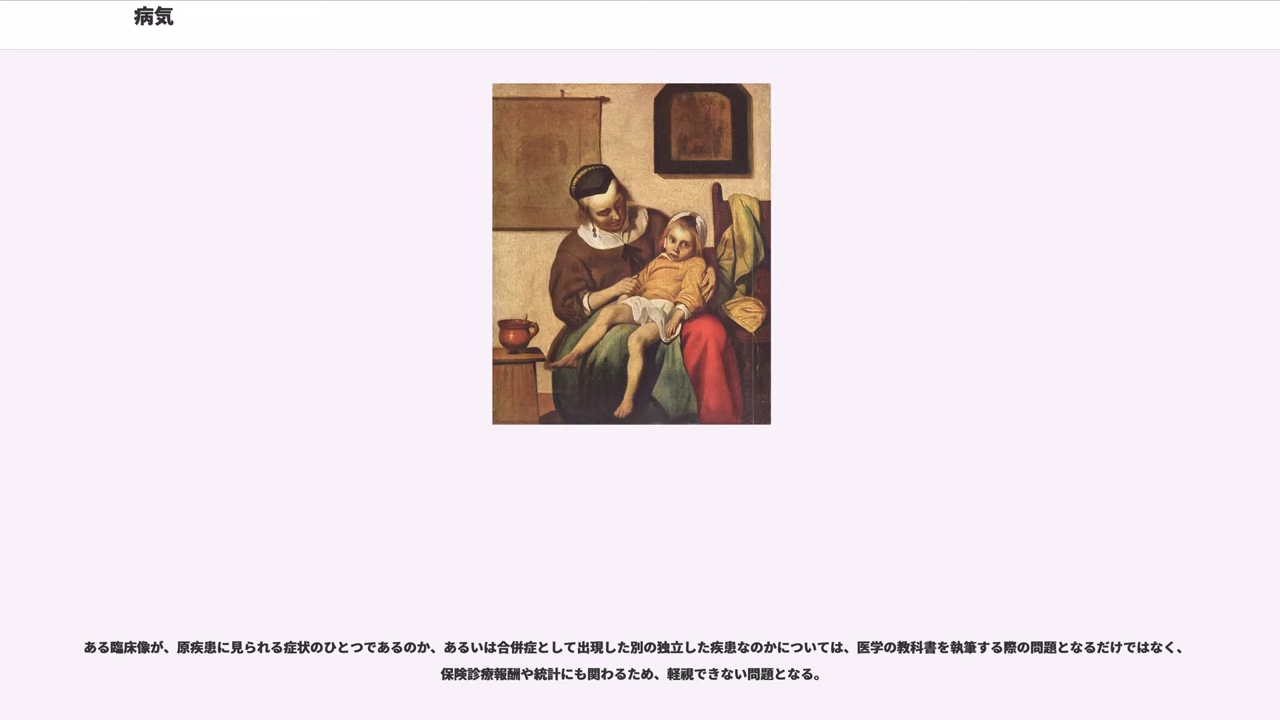 病気
ある臨床像が、原疾患に見られる症状のひとつであるのか、あるいは合併症として出現した別の独立した疾患なのかについては、医学の教科書を執筆する際の問題となるだけではなく、
保険診療報酬や統計にも関わるため、軽視できない問題となる。